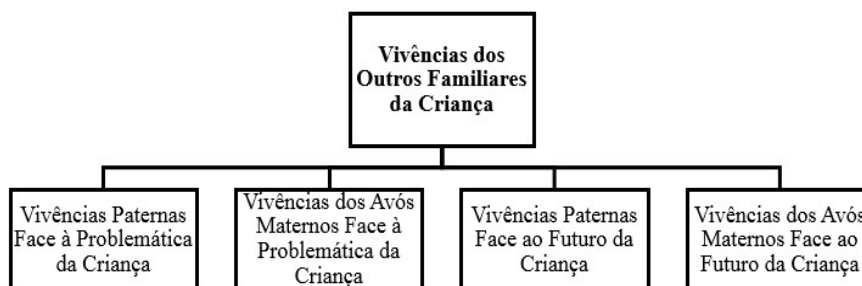 Vivências dos
Outros Familiares
da Criança
Vivências Paternas
Face à Problemática
da Criança
Vivências dos Avós
Maternos Face à
Problemática da
Criança
Vivências Paternas
Face ao Futuro da
Criança
Vivências dos Avós
Maternos Face ao
Futuro da Criança